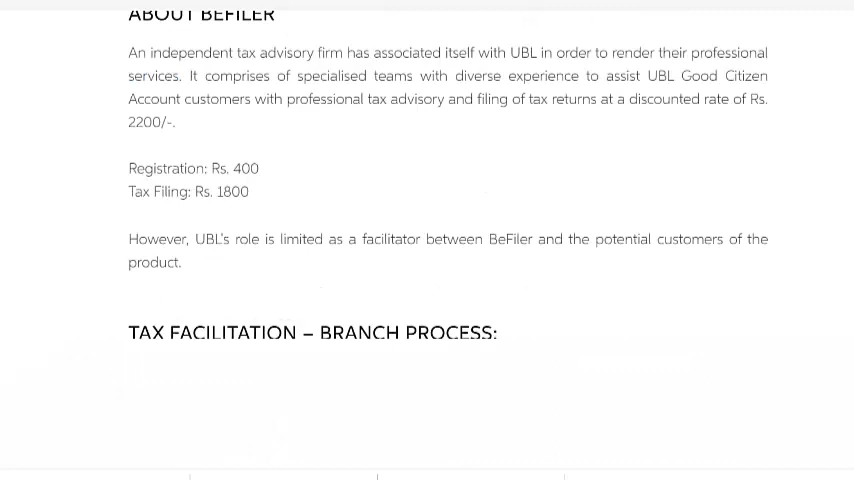 ABOUT BEFILER
An independent tax advisory firm has associated itself with UBL in order to render their professional
services. It comprises of specialised teams with diverse experience to assist UBL Good Citizen
Account customers with professional tax advisory and filing of tax returns at a discounted rate of Rs.
2200/-.
Registration: Rs. 400
Tax Filing: Rs. 1800
However, UBL's role is limited as a facilitator between BeFiler and the potential customers of the
product.
TAX FACILITATION – BRANCH PROCESS: